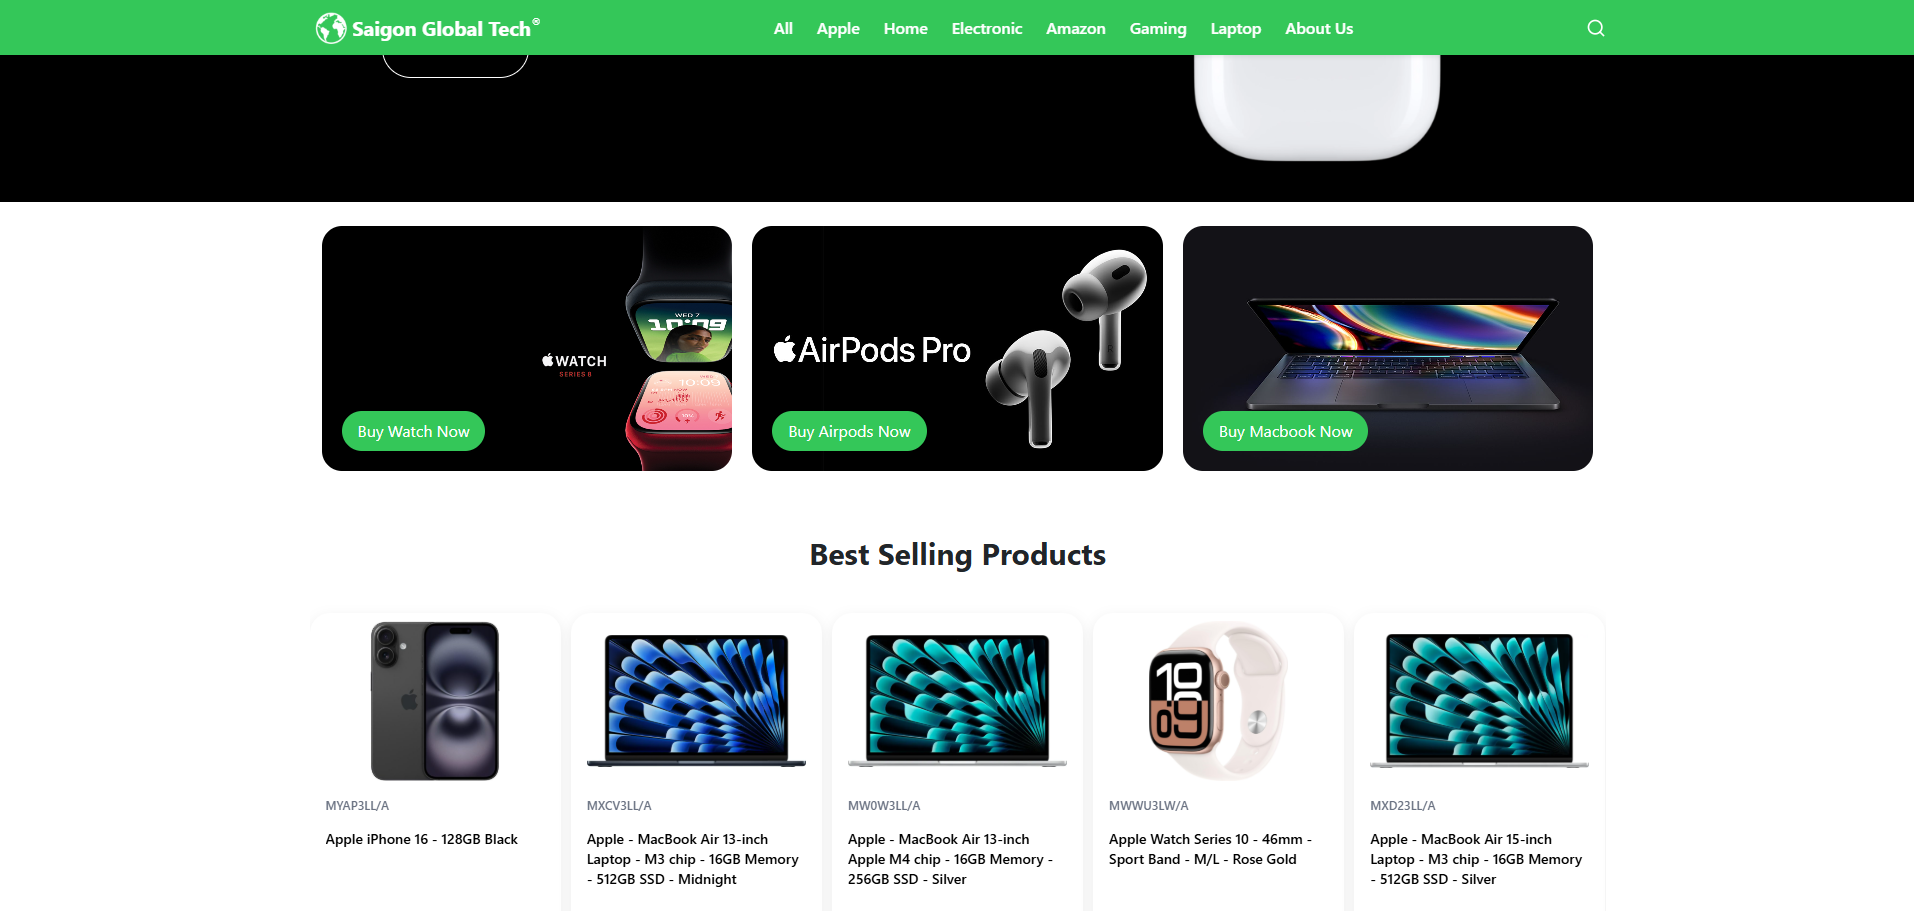 Saigon Global Tech®
All Apple Home Electronic Amazon Gaming Laptop About Us
WED 7
10:09
WATCH
SERIES 8
10:09
Buy Watch Now
AirPods Pro
R
Buy Airpods Now
Buy Macbook Now
Best Selling Products
MYAP3LL/A
Apple iPhone 16 - 128GB Black
MXCV3LL/A
Apple - MacBook Air 13-inch
Laptop - M3 chip - 16GB Memory
- 512GB SSD - Midnight
MW0W3LL/A
Apple - MacBook Air 13-inch
Apple M4 chip - 16GB Memory -
256GB SSD - Silver
10
09
MWWU3LW/A
Apple Watch Series 10 - 46mm -
Sport Band - M/L - Rose Gold
MXD23LL/A
Apple - MacBook Air 15-inch
Laptop - M3 chip - 16GB Memory
- 512GB SSD - Silver